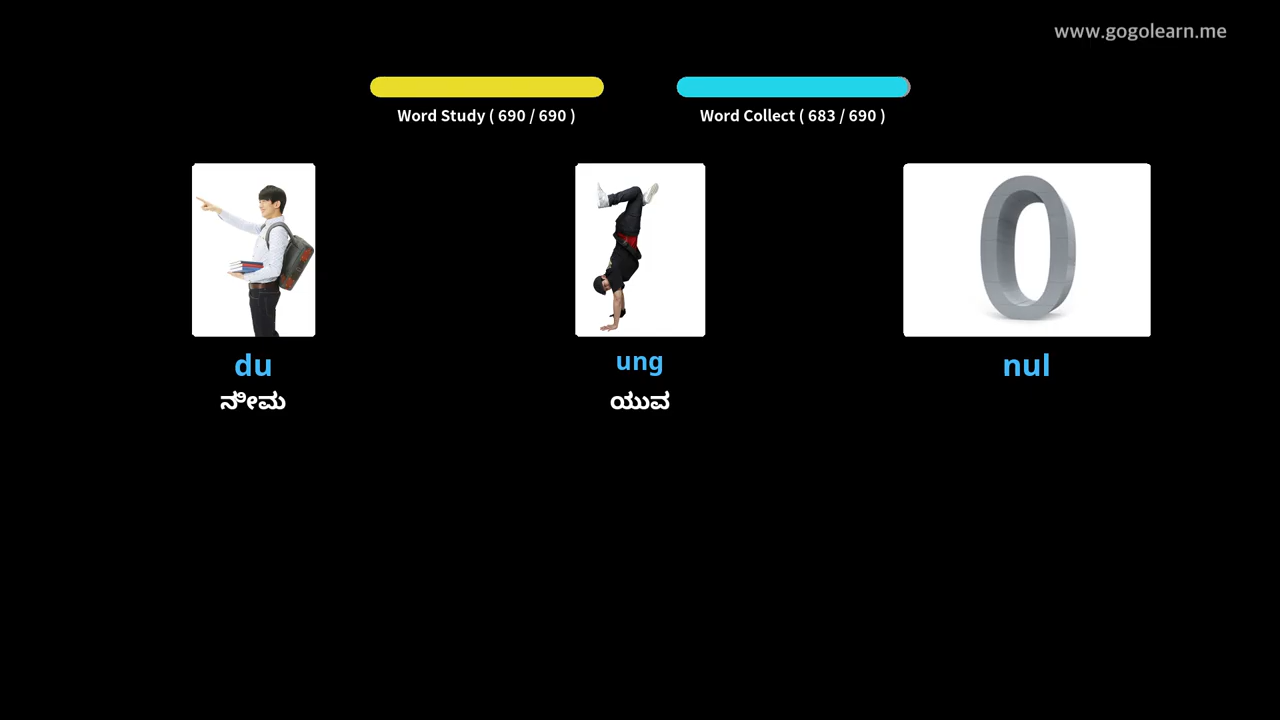 www.gogolearn.me
Word Study ( 690 / 690 )
Word Collect ( 683 / 690 )
du
ung
nul
ಯುವ